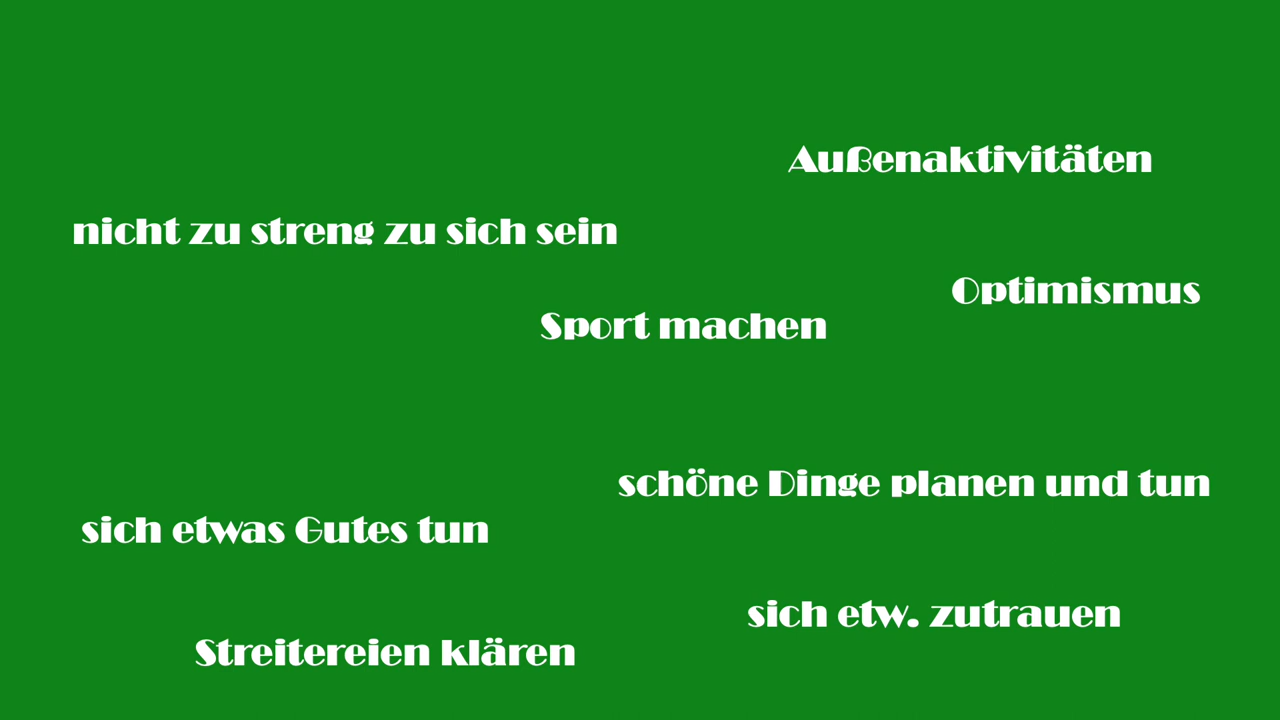 Außenaktivitäten
nicht zu streng zu sich sein
Optimismus
Sport machen
schöne Dinge planen und tun
sich etwas Gutes tun
sich etw. zutrauen
Streitereien klären